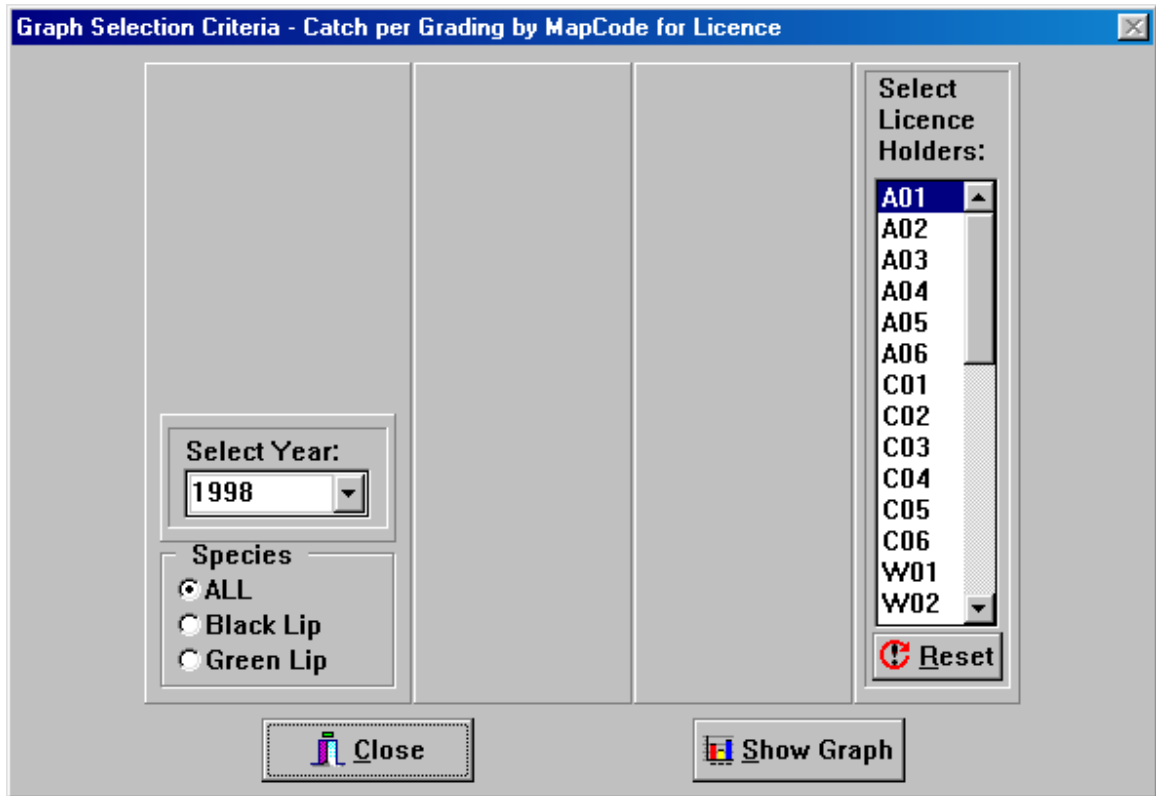 Graph Selection Criteria - Catch per Grading by MapCode for Licence
Select Year:
1998
Species
ALL
Black Lip
Green Lip
Select
Licence
Holders:
A01
A02
A03
A04
A05
A06
C01
C02
C03
C04
C05
C06
W01
W02
Reset
Close
Show Graph